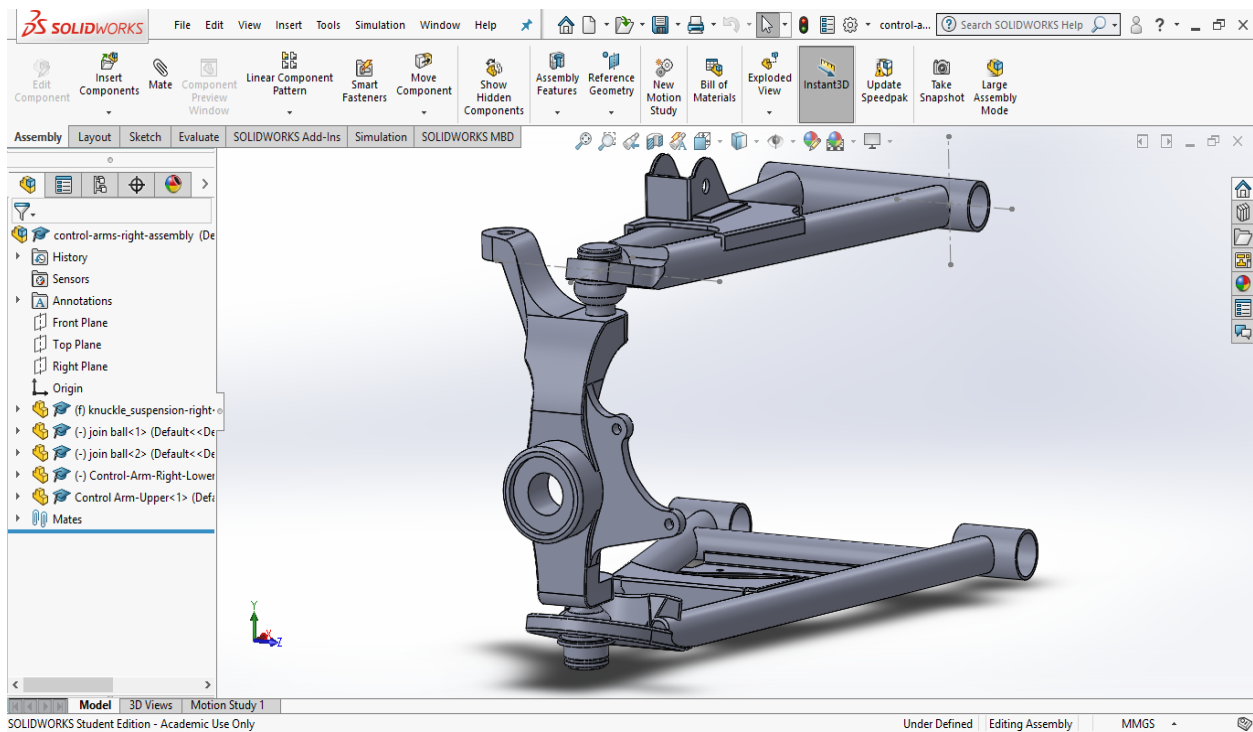 SOLIDWORKS File Edit View Insert Tools Simulation Window Help control-a... Search SOLIDWORKS Help ?
Edit Component
Insert Components
Mate
Component Preview Window
Linear Component Pattern
Smart Fasteners
Move Component
Show Hidden Components
Assembly Features
Reference Geometry
New Motion Study
Bill of Materials
Exploded View
Instant3D
Update Speedpak
Take Snapshot
Large Assembly Mode
Assembly Layout Sketch Evaluate SOLIDWORKS Add-Ins Simulation SOLIDWORKS MBD
control-arms-right-assembly (De
History
Sensors
Annotations
Front Plane
Top Plane
Right Plane
Origin
(f) knuckle_suspension-right-
(-) join ball<1> (Default<<De
(-) join ball<2> (Default<<De
(-) Control-Arm-Right-Lower
Control Arm-Upper<1> (Defa
Mates
Y
X
Z
Model 3D Views Motion Study 1
SOLIDWORKS Student Edition - Academic Use Only Under Defined Editing Assembly MMGS